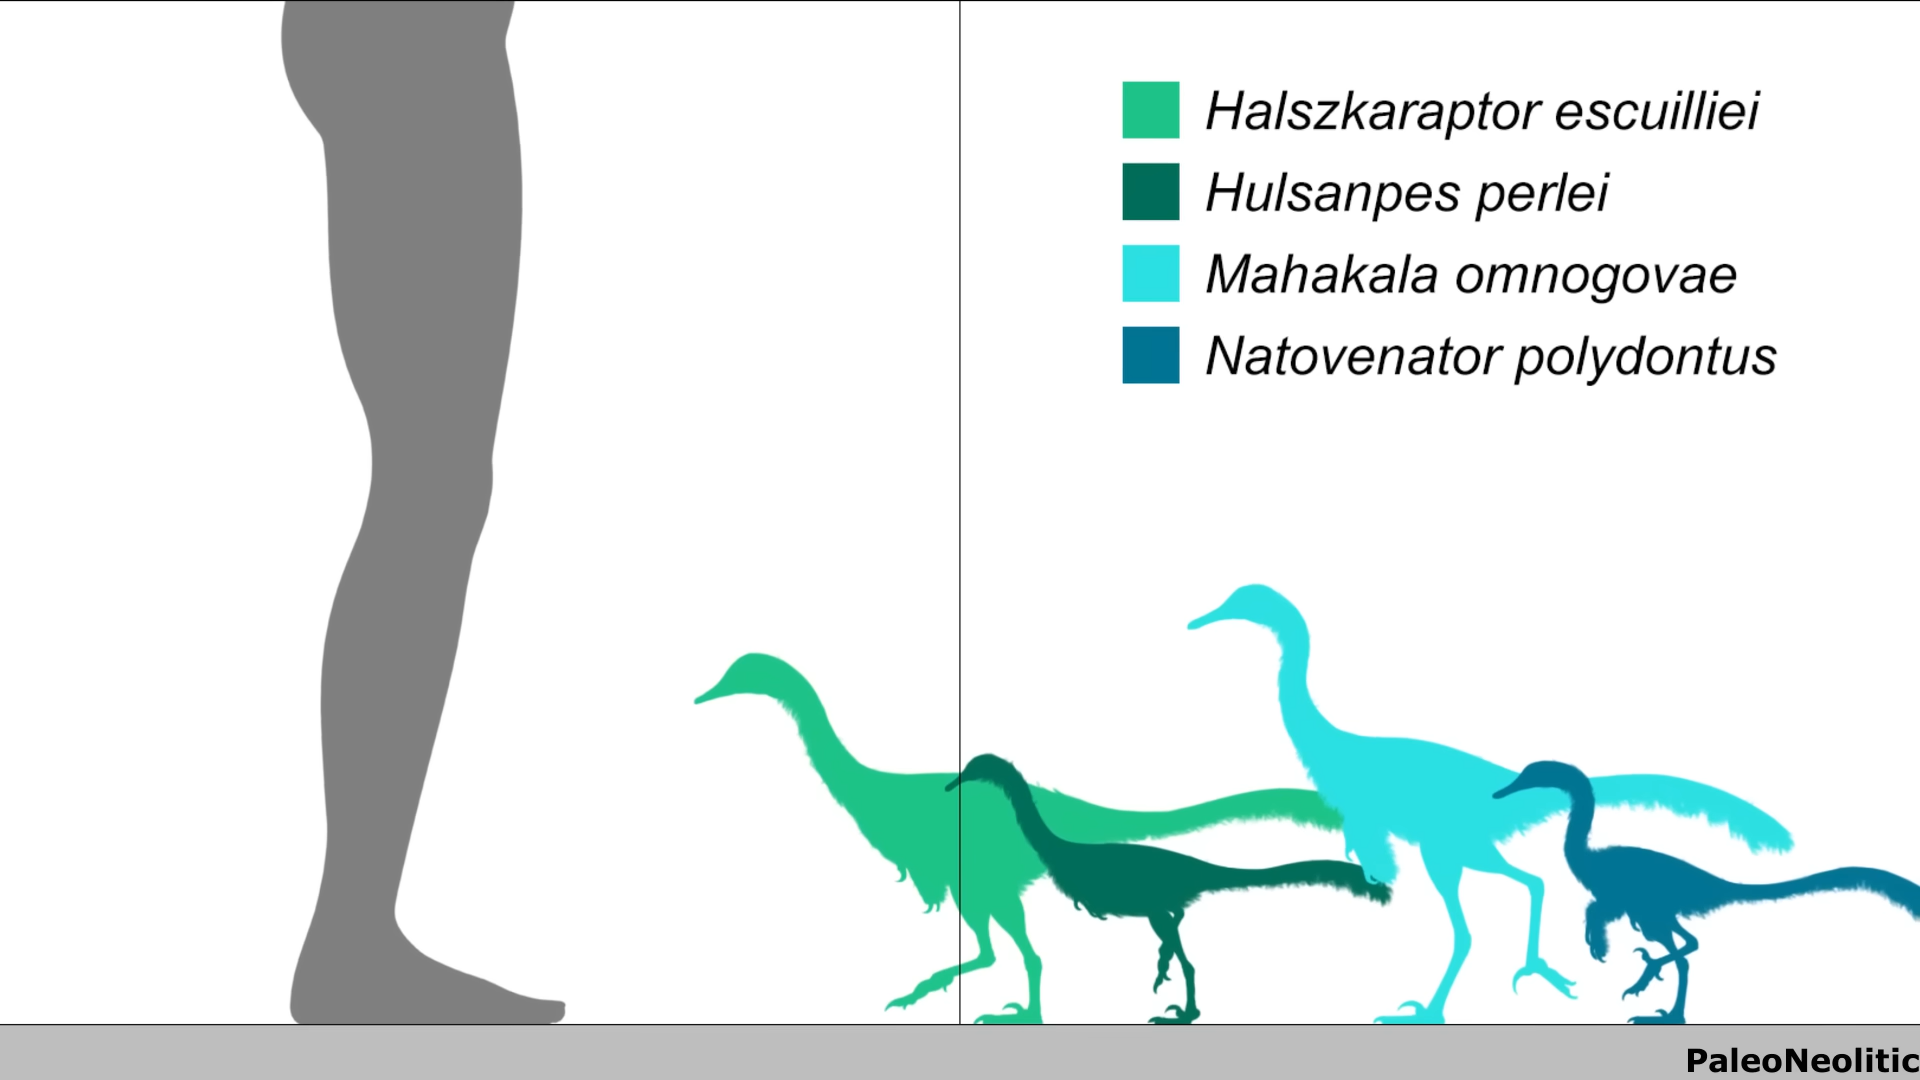 Halszkaraptor escuilliei
Hulsanpes perlei
Mahakala omnogovae
Natovenator polydontus
PaleoNeolitic